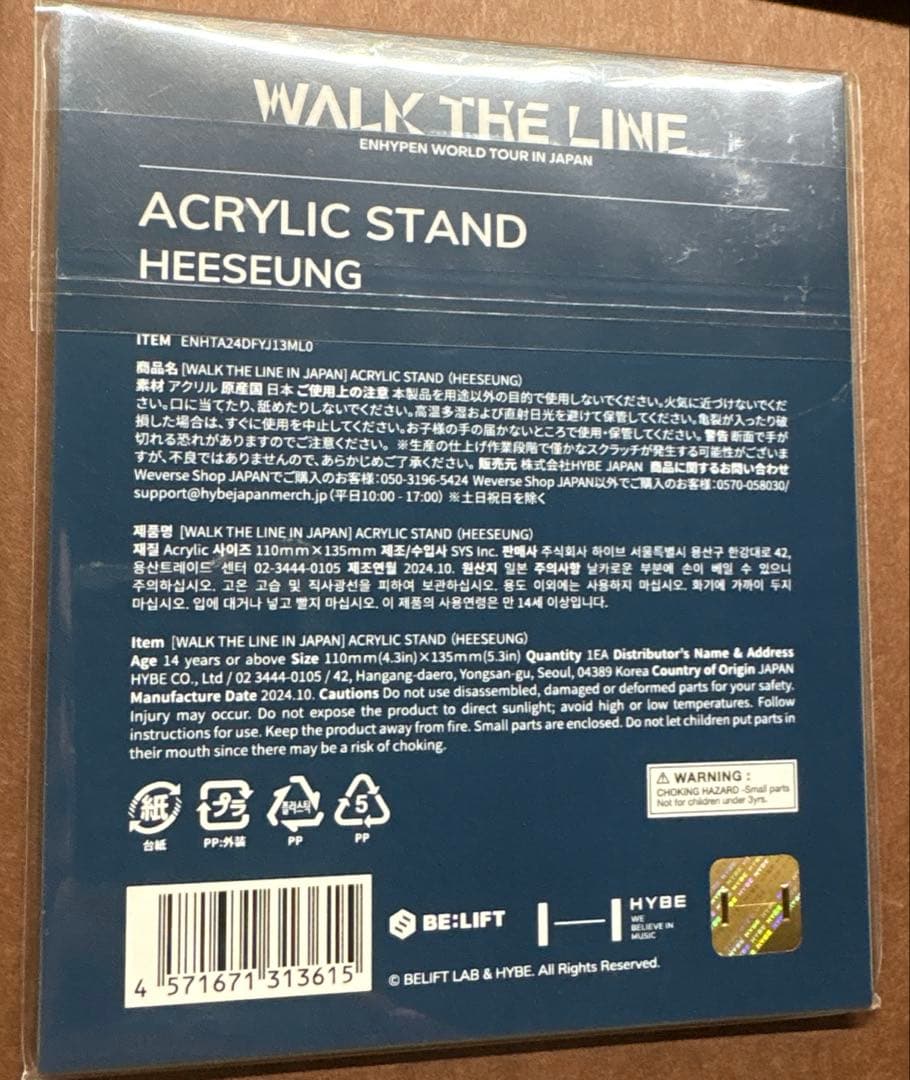 WALK THE LINE
ENHYPEN WORLD TOUR IN JAPAN
ACRYLIC STAND
HEESEUNG
ITEM ENHTA24DFYJ13ML0
商品名 [WALK THE LINE IN JAPAN] ACRYLIC STAND (HEESEUNG)
素材 アクリル 原産国 日本 ご使用上の注意 本製品を用途以外の目的で使用しないでください。火気に近づけないでくだ
さい。口に当てたり、舐めたりしないでください。高温多湿および直射日光を避けて保管してください。亀裂が入ったり破
損した場合は、すぐに使用を中止してください。お子様の手の届かないところで使用・保管してください。警告 断面で手が
切れる恐れがありますのでご注意ください。 ※生産の仕上げ作業段階で僅かなスクラッチが発生する可能性がございま
すが、不良ではありませんので、あらかじめご了承ください。 販売元 株式会社HYBE JAPAN 商品に関するお問い合わせ
Weverse Shop JAPANでご購入のお客様:050-3196-5424 Weverse Shop JAPAN以外でご購入のお客様:0570-058030/
support@hybejapanmerch.jp (平日10:00 - 17:00) ※土日祝日を除く
제품명 [WALK THE LINE IN JAPAN] ACRYLIC STAND (HEESEUNG)
재질 Acrylic 사이즈 110mm×135mm 제조/수입사 SYS Inc. 판매사 주식회사 하이브 서울특별시 용산구 한강대로 42,
용산트레이드 센터 02-3444-0105 제조연월 2024.10. 원산지 일본 주의사항 날카로운 부분에 손이 베일 수 있으니
주의하십시오. 고온 고습 및 직사광선을 피하여 보관하십시오. 용도 이외에는 사용하지 마십시오. 화기에 가까이 두지
마십시오. 입에 대거나 넣고 빨지 마십시오. 이 제품의 사용연령은 만 14세 이상입니다.
Item [WALK THE LINE IN JAPAN] ACRYLIC STAND (HEESEUNG)
Age 14 years or above Size 110mm(4.3in)×135mm(5.3in) Quantity 1EA Distributor's Name & Address
HYBE CO., Ltd / 02 3444-0105 / 42, Hangang-daero, Yongsan-gu, Seoul, 04389 Korea Country of Origin JAPAN
Manufacture Date 2024.10. Cautions Do not use disassembled, damaged or deformed parts for your safety.
Injury may occur. Do not expose the product to direct sunlight; avoid high or low temperatures. Follow
instructions for use. Keep the product away from fire. Small parts are enclosed. Do not let children put parts in
their mouth since there may be a risk of choking.
紙 プラ 플라스틱 5
台紙 PP:外装 PP PP
⚠ WARNING :
CHOKING HAZARD -Small parts
Not for children under 3yrs.
4 571671 313615
BE:LIFT
HYBE
WE
BELIEVE IN
MUSIC
HYBE HYBE
© BELIFT LAB & HYBE. All Rights Reserved.